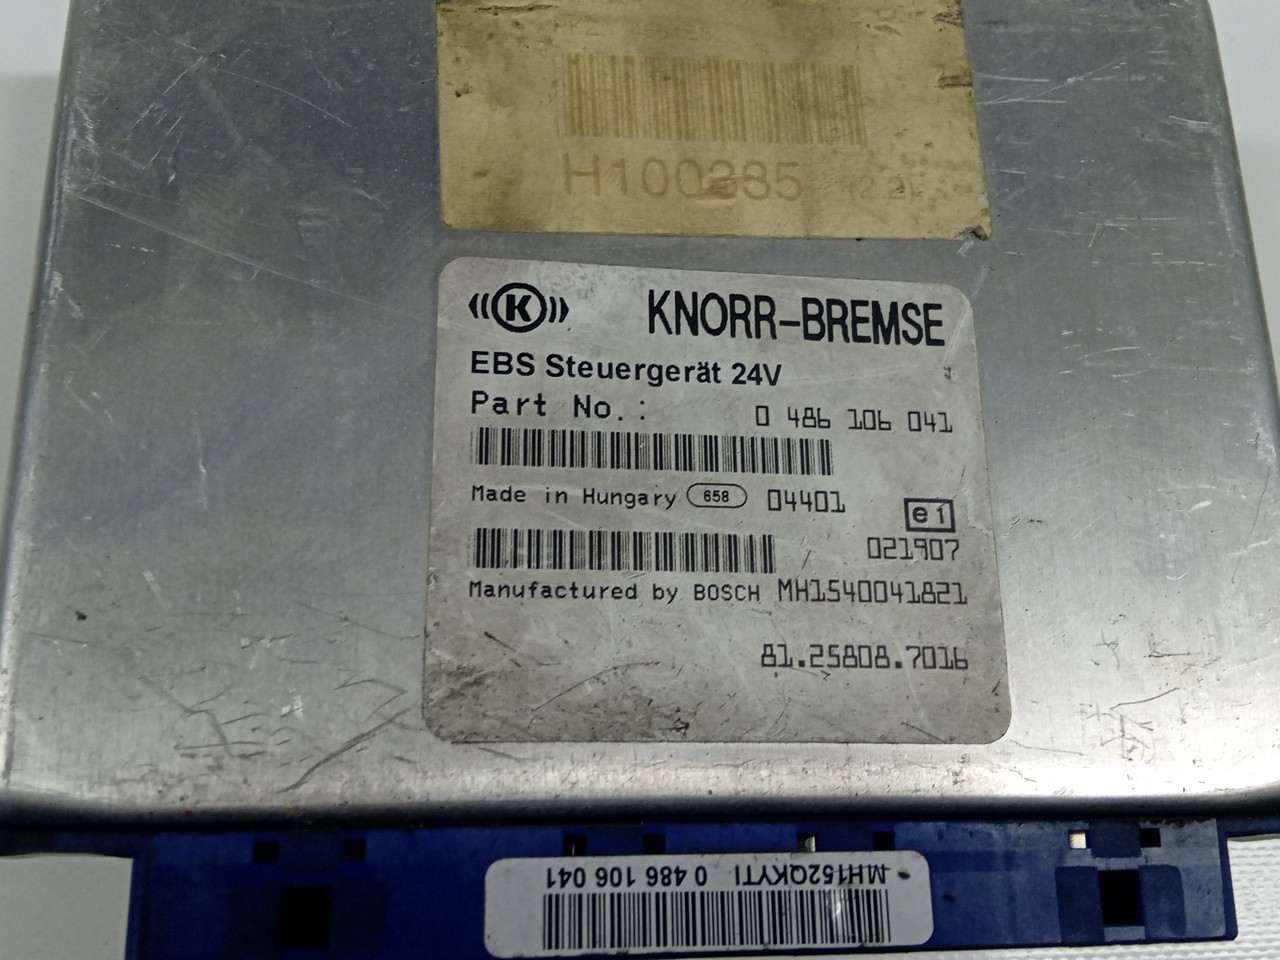 H100335 (2.2)
K
KNORR-BREMSE
EBS Steuergerät 24V
Part No.: 0 486 106 041
Made in Hungary 658 04401
e1
021907
Manufactured by BOSCH MH1540041821
81.25808.7016
MH152QKYTI 0 486 106 041